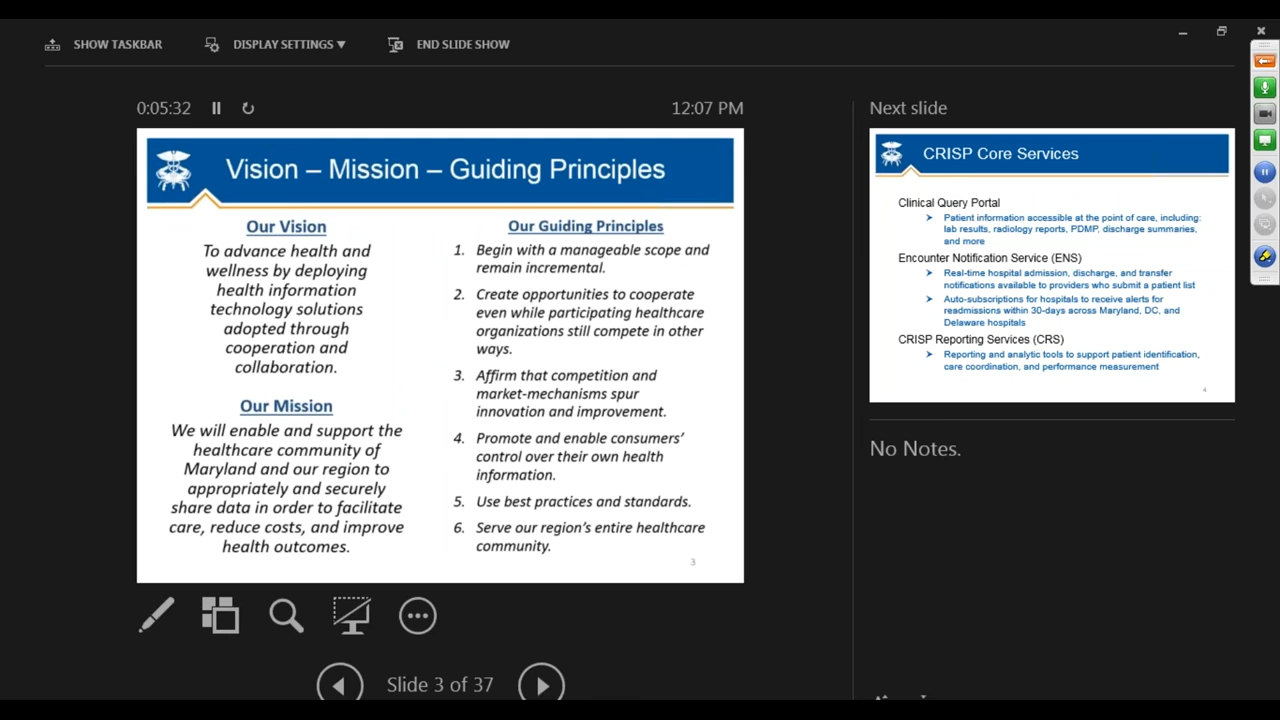 SHOW TASKBAR
DISPLAY SETTINGS ▼
END SLIDE SHOW
0:05:32
12:07 PM
Vision – Mission – Guiding Principles
Our Vision
To advance health and
wellness by deploying
health information
technology solutions
adopted through
cooperation and
collaboration.
Our Mission
We will enable and support the
healthcare community of
Maryland and our region to
appropriately and securely
share data in order to facilitate
care, reduce costs, and improve
health outcomes.
Our Guiding Principles
1. Begin with a manageable scope and
remain incremental.
2. Create opportunities to cooperate
even while participating healthcare
organizations still compete in other
ways.
3. Affirm that competition and
market-mechanisms spur
innovation and improvement.
4. Promote and enable consumers’
control over their own health
information.
5. Use best practices and standards.
6. Serve our region’s entire healthcare
community.
3
Slide 3 of 37
Next slide
CRISP Core Services
Clinical Query Portal
➤ Patient information accessible at the point of care, including:
lab results, radiology reports, PDMP, discharge summaries,
and more
Encounter Notification Service (ENS)
➤ Real-time hospital admission, discharge, and transfer
notifications available to providers who submit a patient list
➤ Auto-subscriptions for hospitals to receive alerts for
readmissions within 30-days across Maryland, DC, and
Delaware hospitals
CRISP Reporting Services (CRS)
➤ Reporting and analytic tools to support patient identification,
care coordination, and performance measurement
4
No Notes.